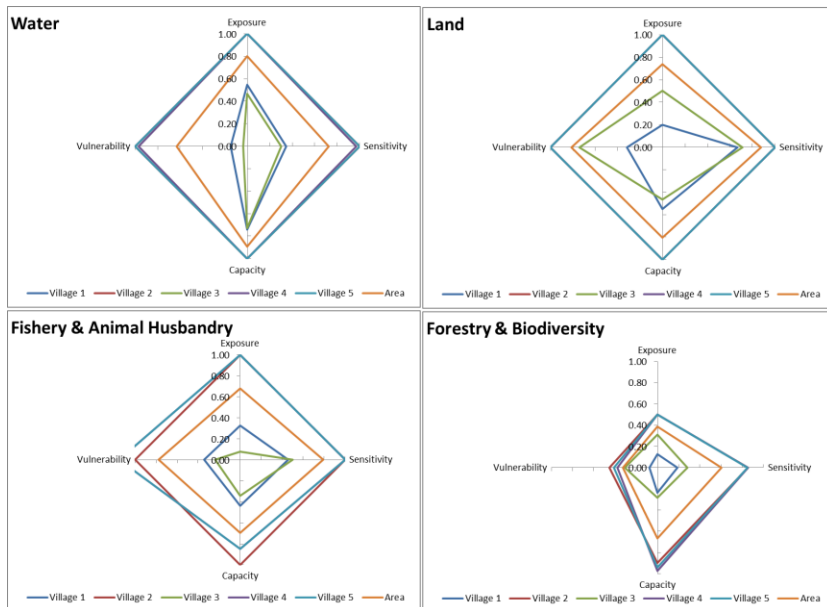 Water
Exposure
1.00
0.80
0.60
0.40
0.20
Vulnerability 0.00 Sensitivity
Capacity
Village 1 Village 2 Village 3 Village 4 Village 5 Area
Land
Exposure
1.00
0.80
0.60
0.40
0.20
Vulnerability 0.00 Sensitivity
Capacity
Village 1 Village 2 Village 3 Village 4 Village 5 Area
Fishery & Animal Husbandry
Exposure
1.00
0.80
0.60
0.40
0.20
Vulnerability 0.00 Sensitivity
Capacity
Village 1 Village 2 Village 3 Village 4 Village 5 Area
Forestry & Biodiversity
Exposure
1.00
0.80
0.60
0.40
0.20
Vulnerability 0.00 Sensitivity
Capacity
Village 1 Village 2 Village 3 Village 4 Village 5 Area